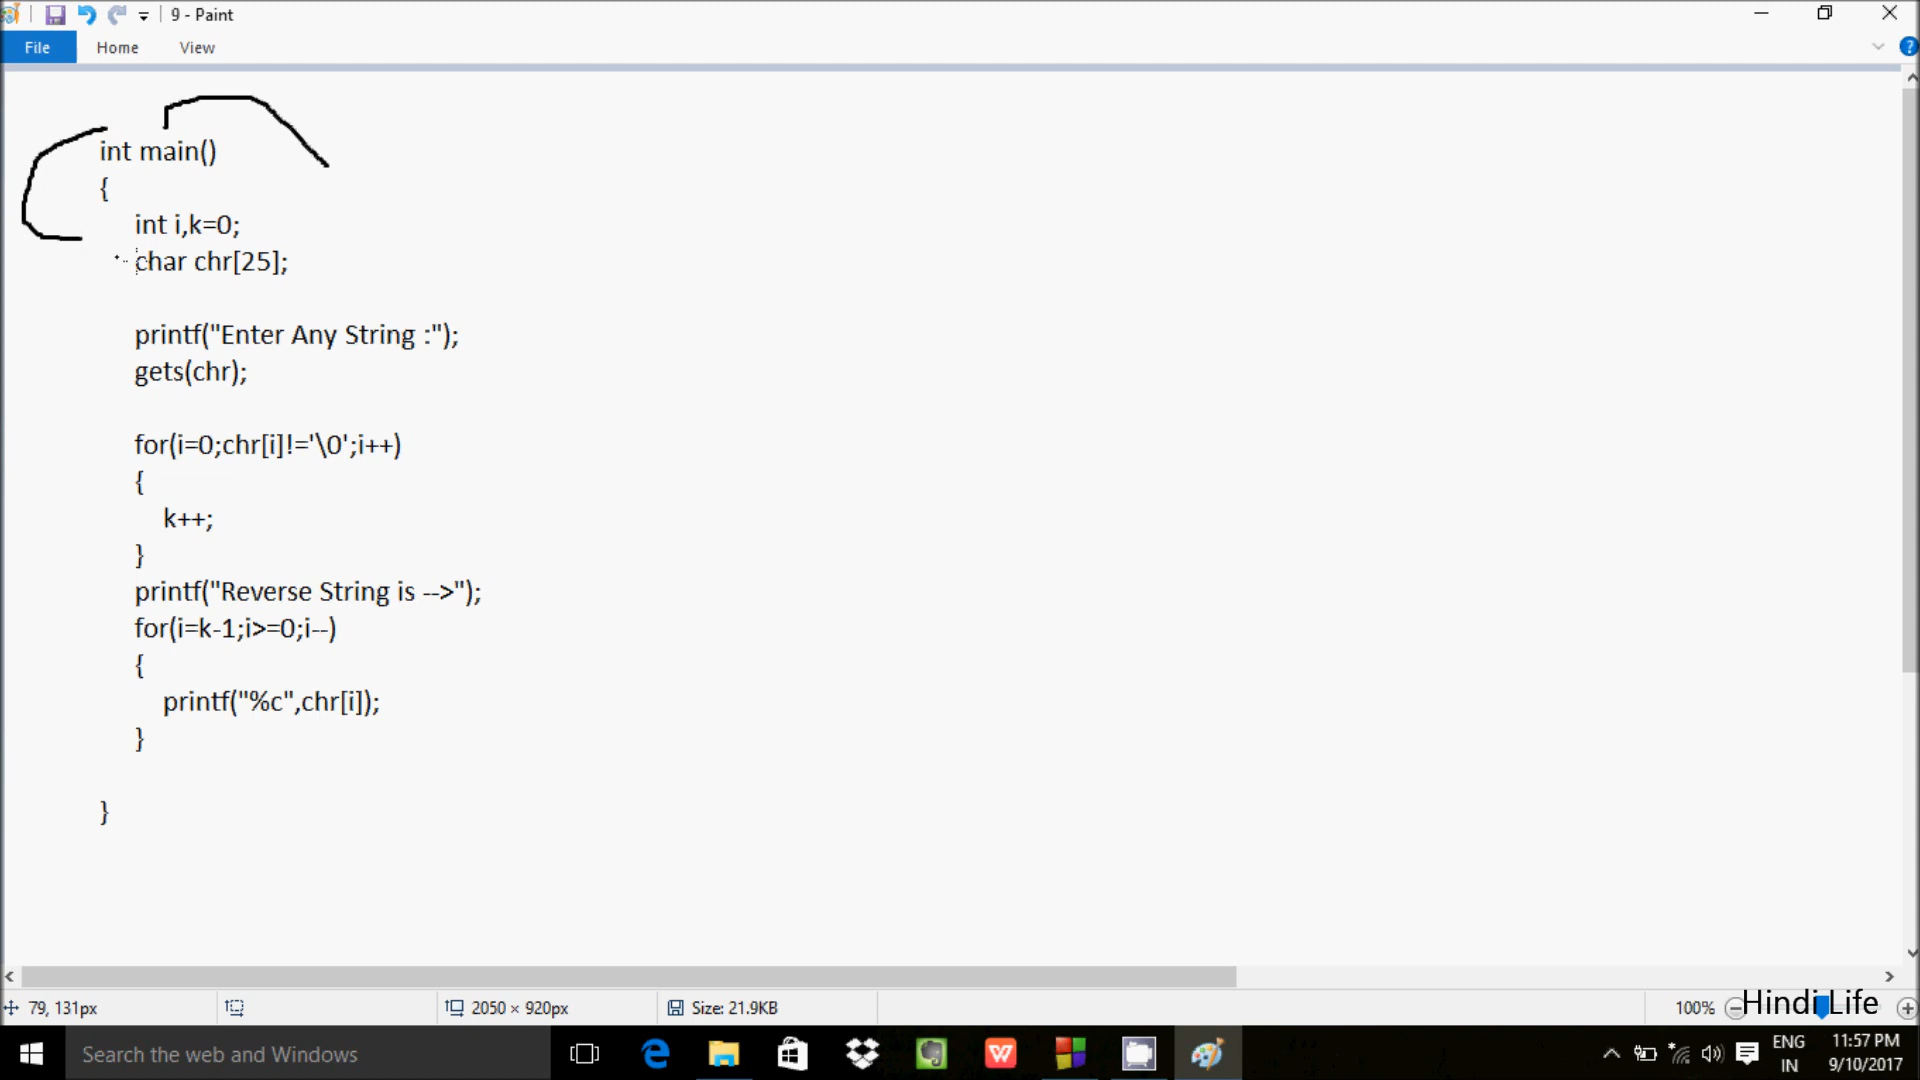 9 - Paint
File Home View
int main()
{
int i,k=0;
char chr[25];
printf("Enter Any String :");
gets(chr);
for(i=0;chr[i]!='\0';i++)
{
k++;
}
printf("Reverse String is -->");
for(i=k-1;i>=0;i--)
{
printf("%c",chr[i]);
}
}
79, 131px 2050 × 920px Size: 21.9KB 100% Hindi Life
Search the web and Windows
ENG 11:57 PM
IN 9/10/2017